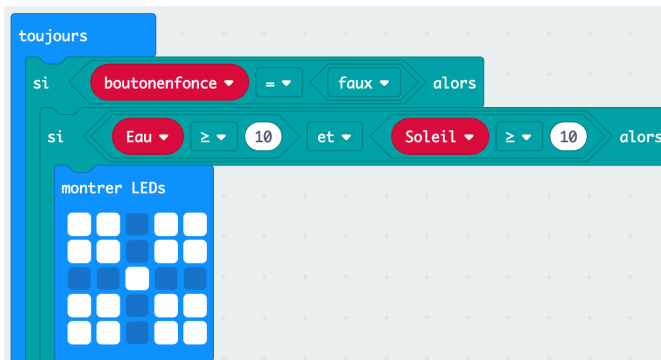 toujours
si boutonenfonce = faux alors
si Eau ≥ 10 et Soleil ≥ 10 alors
montrer LEDs